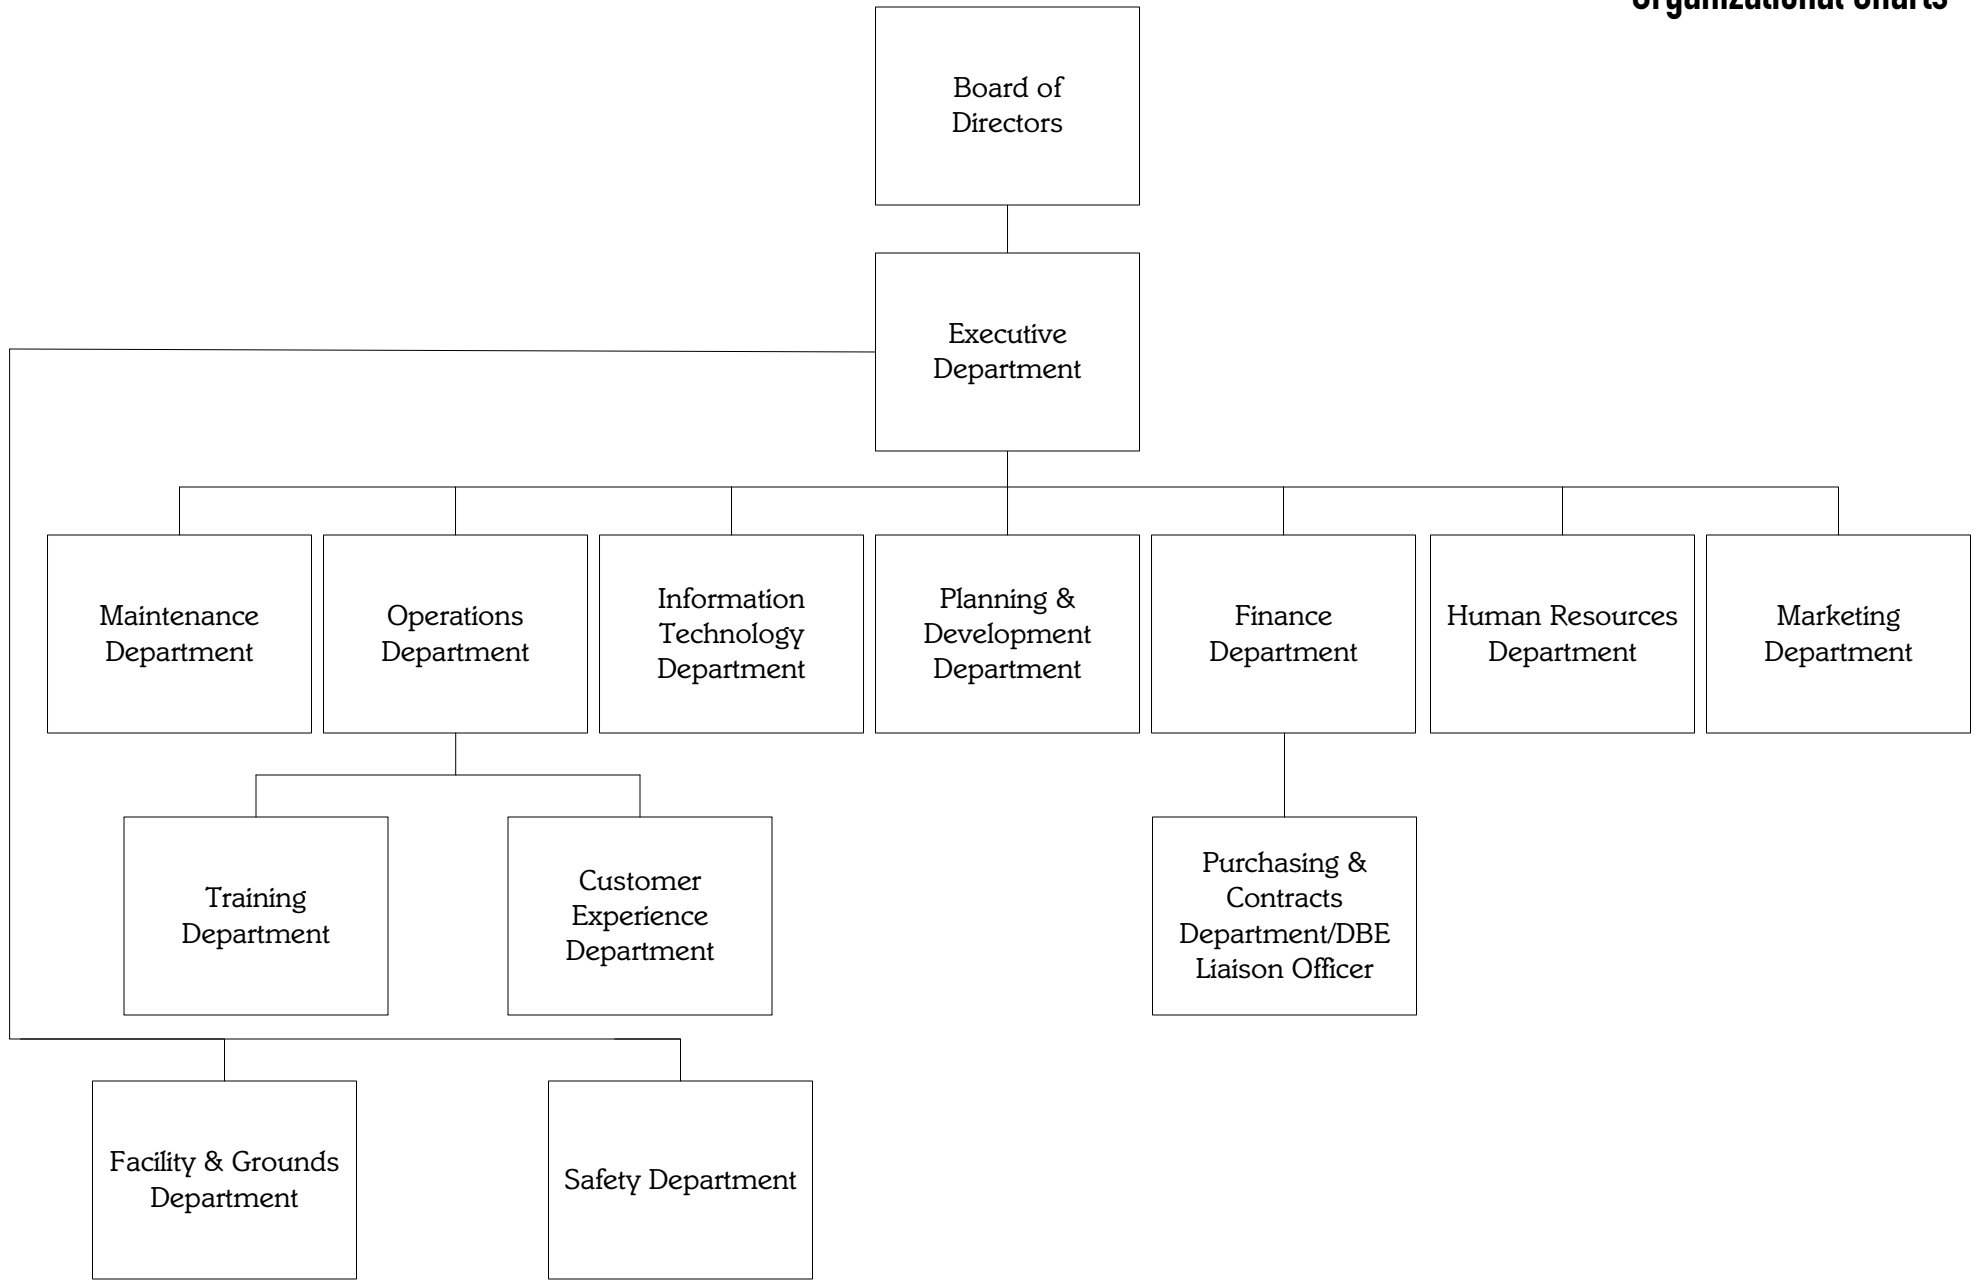 Organizational Charts
Board of
Directors
Executive
Department
Maintenance
Department
Operations
Department
Information
Technology
Department
Planning &
Development
Department
Finance
Department
Human Resources
Department
Marketing
Department
Training
Department
Customer
Experience
Department
Purchasing &
Contracts
Department/DBE
Liaison Officer
Facility & Grounds
Department
Safety Department